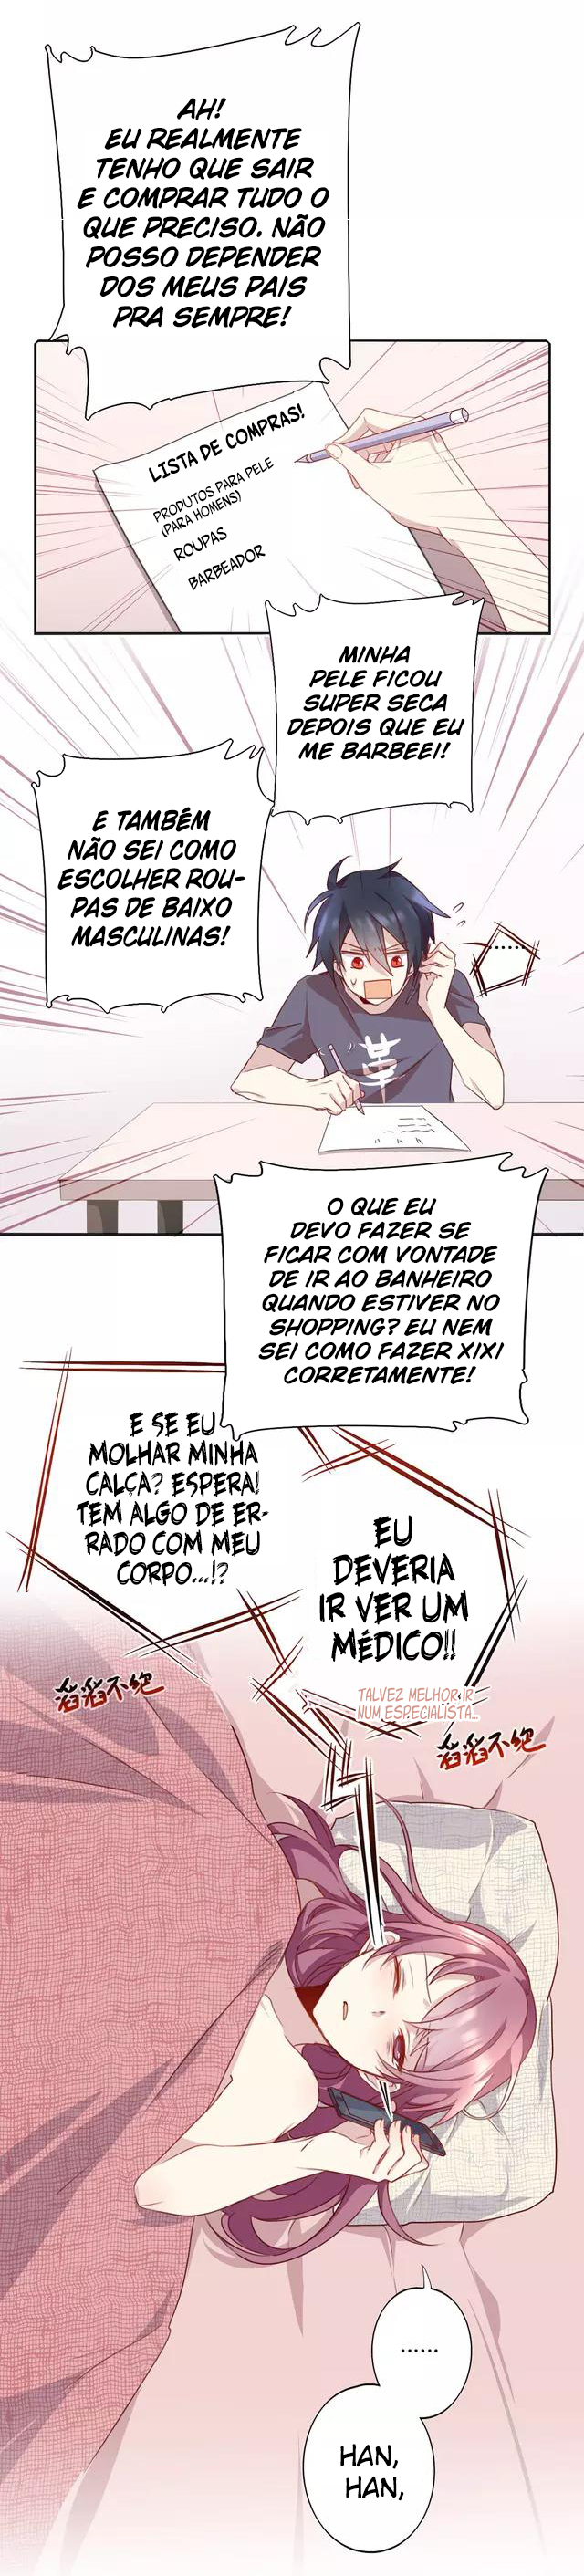 AH!
EU REALMENTE
TENHO QUE SAIR
E COMPRAR TUDO O
QUE PRECISO. NÃO
POSSO DEPENDER
DOS MEUS PAIS
PRA SEMPRE!
LISTA DE COMPRAS!
PRODUTOS PARA PELE
(PARA HOMENS)
ROUPAS
BARBEADOR
MINHA
PELE FICOU
SUPER SECA
DEPOIS QUE EU
ME BARBEEI!
E TAMBÉM
NÃO SEI COMO
ESCOLHER ROU-
PAS DE BAIXO
MASCULINAS!
......
革
O QUE EU
DEVO FAZER SE
FICAR COM VONTADE
DE IR AO BANHEIRO
QUANDO ESTIVER NO
SHOPPING? EU NEM
SEI COMO FAZER XIXI
CORRETAMENTE!
E SE EU
MOLHAR MINHA
CALÇA? ESPERA!
TEM ALGO DE ER-
RADO COM MEU
CORPO...!?
EU
DEVERIA
IR VER UM
MÉDICO!!
TALVEZ MELHOR IR
NUM ESPECIALISTA...
滔滔不绝
滔滔不绝
......
HAN,
HAN,